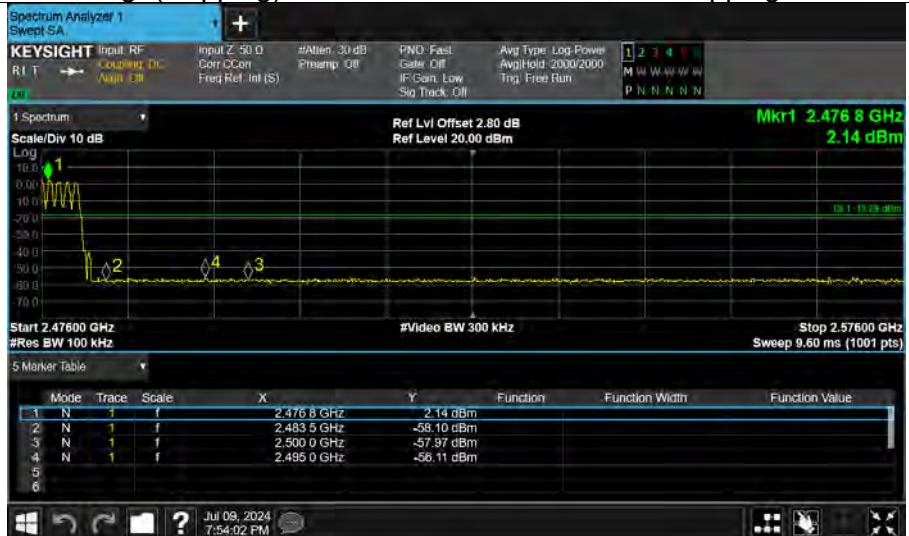 Spectrum Analyzer 1
Swept SA
+
KEYSIGHT Input: RF
RL T
Coupling: DC
Align: Off
Input Z: 50 Ω
Corr CCorr
Freq Ref: Int (S)
#Atten: 30 dB
Preamp: Off
PNO: Fast
Gate: Off
IF Gain: Low
Sig Track: Off
Avg Type: Log-Power
Avg|Hold: 2000/2000
Trig: Free Run
1 2 3 4
M W W W W W
P N N N N N
1 Spectrum
Scale/Div 10 dB
Ref Lvl Offset 2.80 dB
Ref Level 20.00 dBm
Mkr1 2.476 8 GHz
2.14 dBm
Log
10.0
0.00
-10.0
-20.0
-30.0
-40.0
-50.0
-60.0
-70.0
1
2
4
3
Start 2.47600 GHz
#Res BW 100 kHz
#Video BW 300 kHz
Stop 2.57600 GHz
Sweep 9.60 ms (1001 pts)
5 Marker Table
Mode Trace Scale X Y Function Function Width Function Value
1 N 1 f 2.476 8 GHz 2.14 dBm
2 N 1 f 2.483 5 GHz -58.10 dBm
3 N 1 f 2.500 0 GHz -57.97 dBm
4 N 1 f 2.495 0 GHz -56.11 dBm
5
6
?
Jul 09, 2024
7:54:02 PM